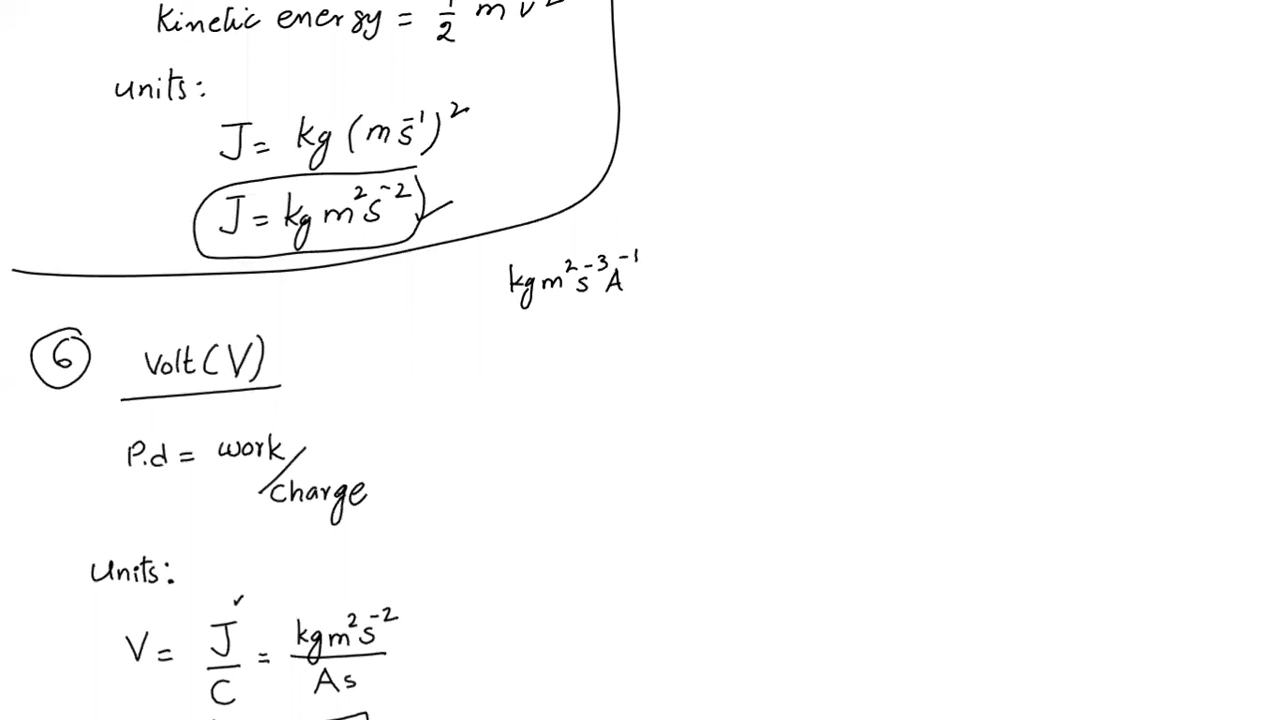 Kinetic energy = 1/2 m v²
units:
J = kg (m s⁻¹)²
J = kg m² s⁻²
kg m² s⁻³ A⁻¹
6 Volt (V)
P.d = work/charge
Units:
V = J/C = kg m² s⁻²/As